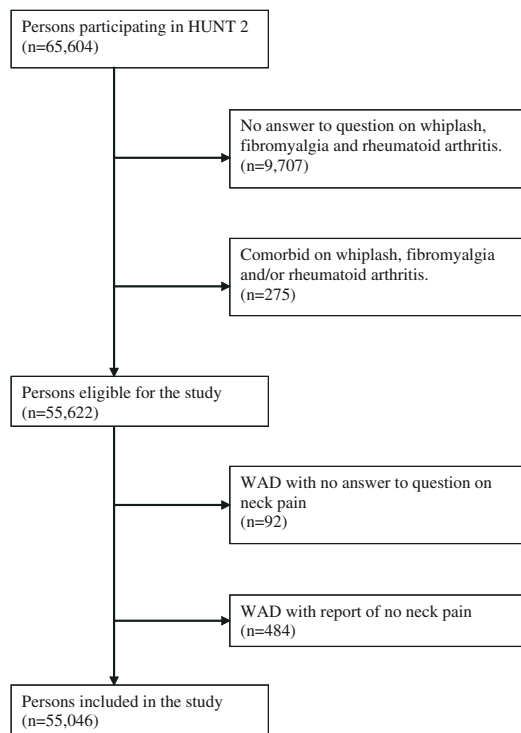 Persons participating in HUNT 2
(n=65,604)
No answer to question on whiplash,
fibromyalgia and rheumatoid arthritis.
(n=9,707)
Comorbid on whiplash, fibromyalgia
and/or rheumatoid arthritis.
(n=275)
Persons eligible for the study
(n=55,622)
WAD with no answer to question on
neck pain
(n=92)
WAD with report of no neck pain
(n=484)
Persons included in the study
(n=55,046)